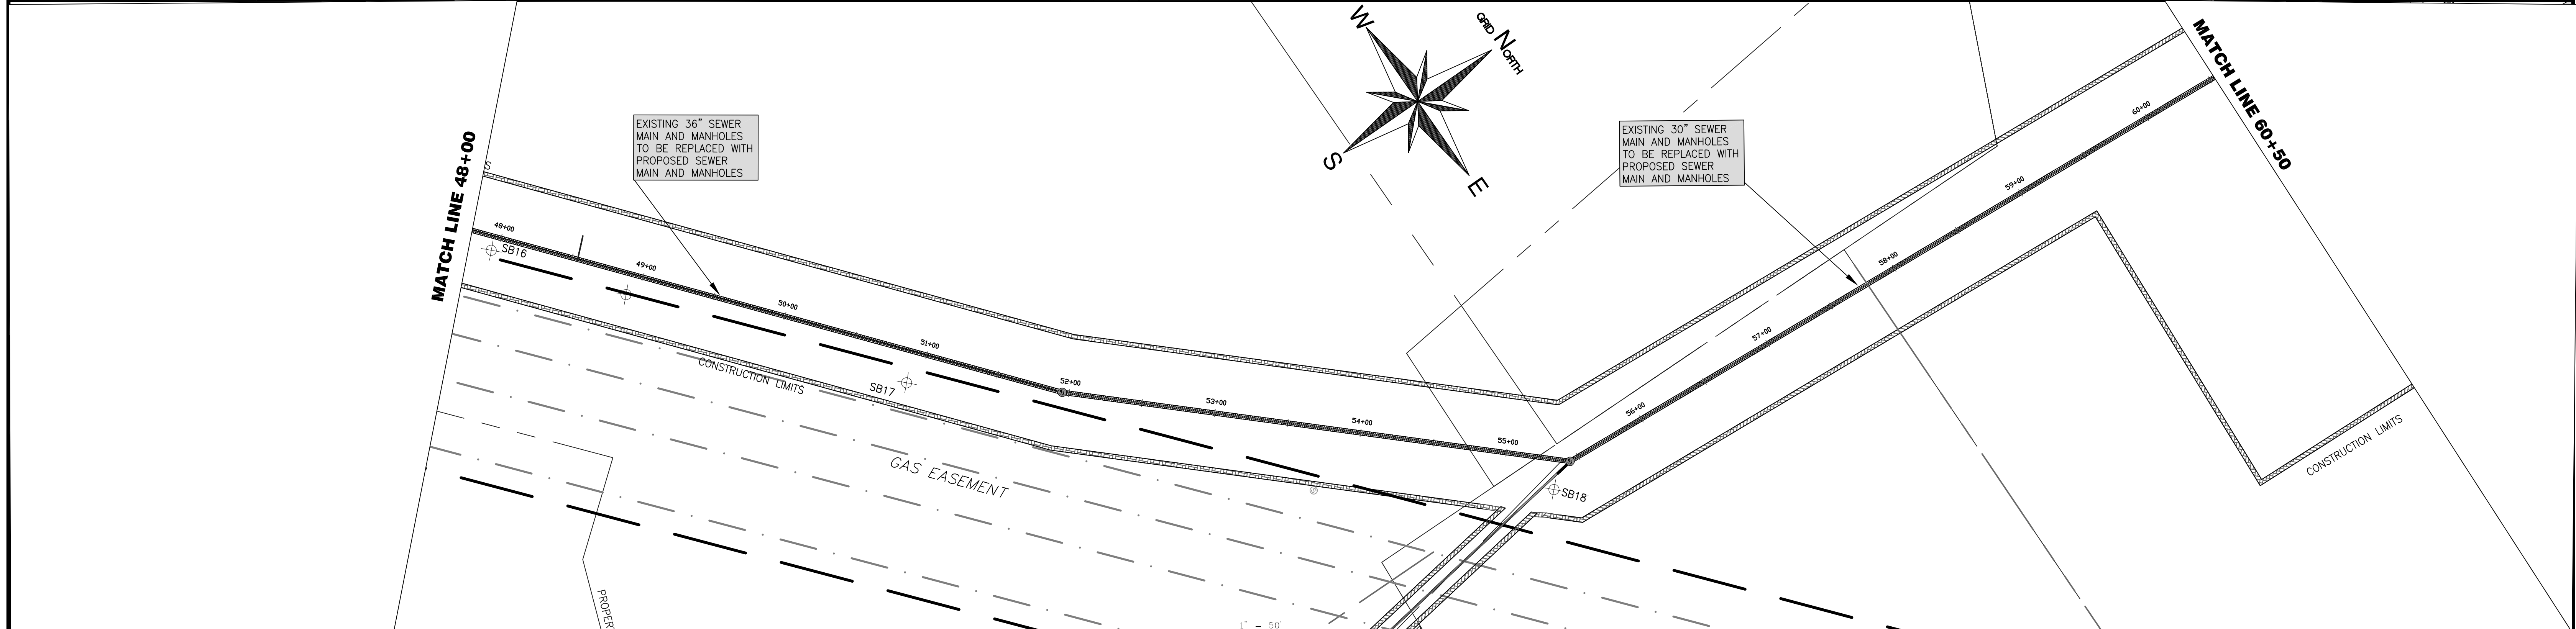 W
GRID NORTH
S
E
MATCH LINE 48+00
MATCH LINE 60+50
EXISTING 36" SEWER
MAIN AND MANHOLES
TO BE REPLACED WITH
PROPOSED SEWER
MAIN AND MANHOLES
EXISTING 30" SEWER
MAIN AND MANHOLES
TO BE REPLACED WITH
PROPOSED SEWER
MAIN AND MANHOLES
S
48+00
49+00
50+00
51+00
52+00
53+00
54+00
55+00
56+00
57+00
58+00
59+00
60+00
SB16
SB17
SB18
CONSTRUCTION LIMITS
GAS EASEMENT
CONSTRUCTION LIMITS
1" = 50'